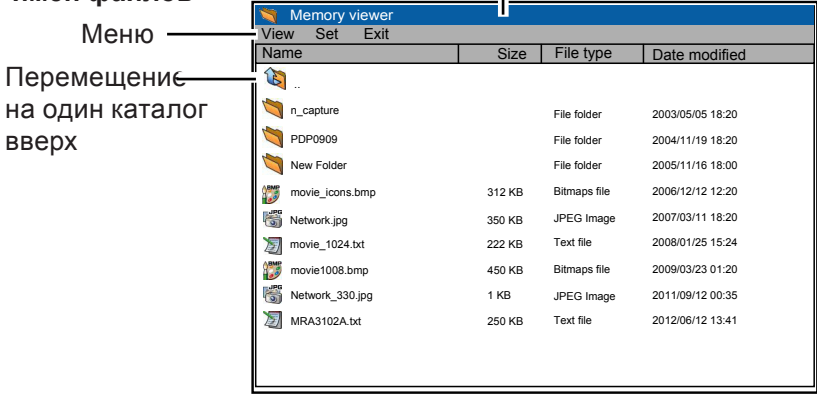 Memory viewer
Меню
View Set Exit
Name Size File type Date modified
Перемещение
на один каталог
вверх
..
n_capture File folder 2003/05/05 18:20
PDP0909 File folder 2004/11/19 18:20
New Folder File folder 2005/11/16 18:00
BMP movie_icons.bmp 312 KB Bitmaps file 2006/12/12 12:20
JPG Network.jpg 350 KB JPEG Image 2007/03/11 18:20
movie_1024.txt 222 KB Text file 2008/01/25 15:24
BMP movie1008.bmp 450 KB Bitmaps file 2009/03/23 01:20
JPG Network_330.jpg 1 KB JPEG Image 2011/09/12 00:35
MRA3102A.txt 250 KB Text file 2012/06/12 13:41